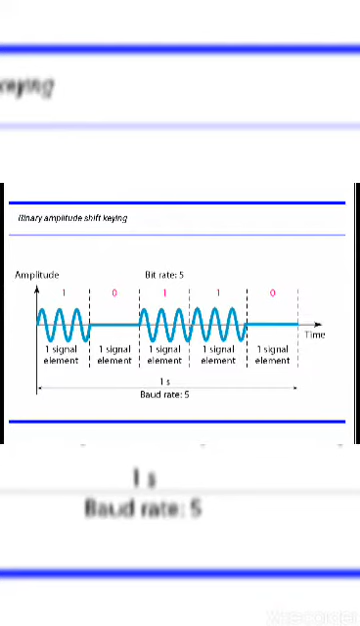 keying
Binary amplitude shift keying
Amplitude
Bit rate: 5
1 0 1 1 0
Time
1 signal element 1 signal element 1 signal element 1 signal element 1 signal element
1 s
Baud rate: 5
1 s
Baud rate: 5